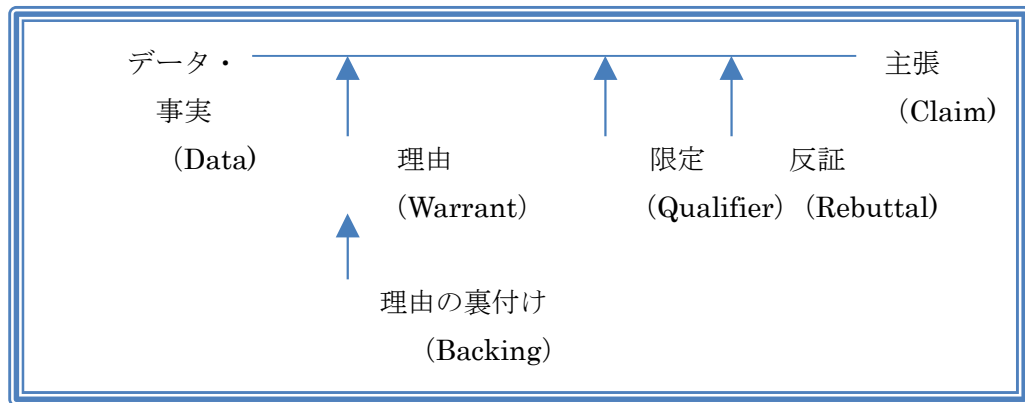 データ・ 主張
事実 (Claim)
(Data) 理由 限定 反証
(Warrant) (Qualifier) (Rebuttal)
理由の裏付け
(Backing)